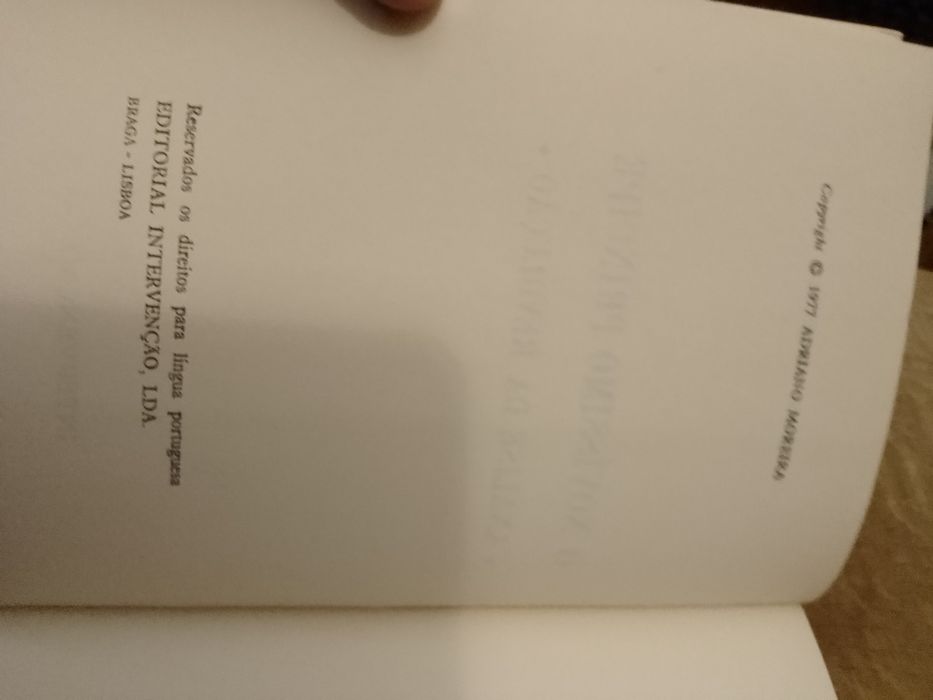 Copyright © 1977 ADRIANO MOREIRA
Reservados os direitos para língua portuguesa
EDITORIAL INTERVENÇÃO, LDA.
BRAGA - LISBOA